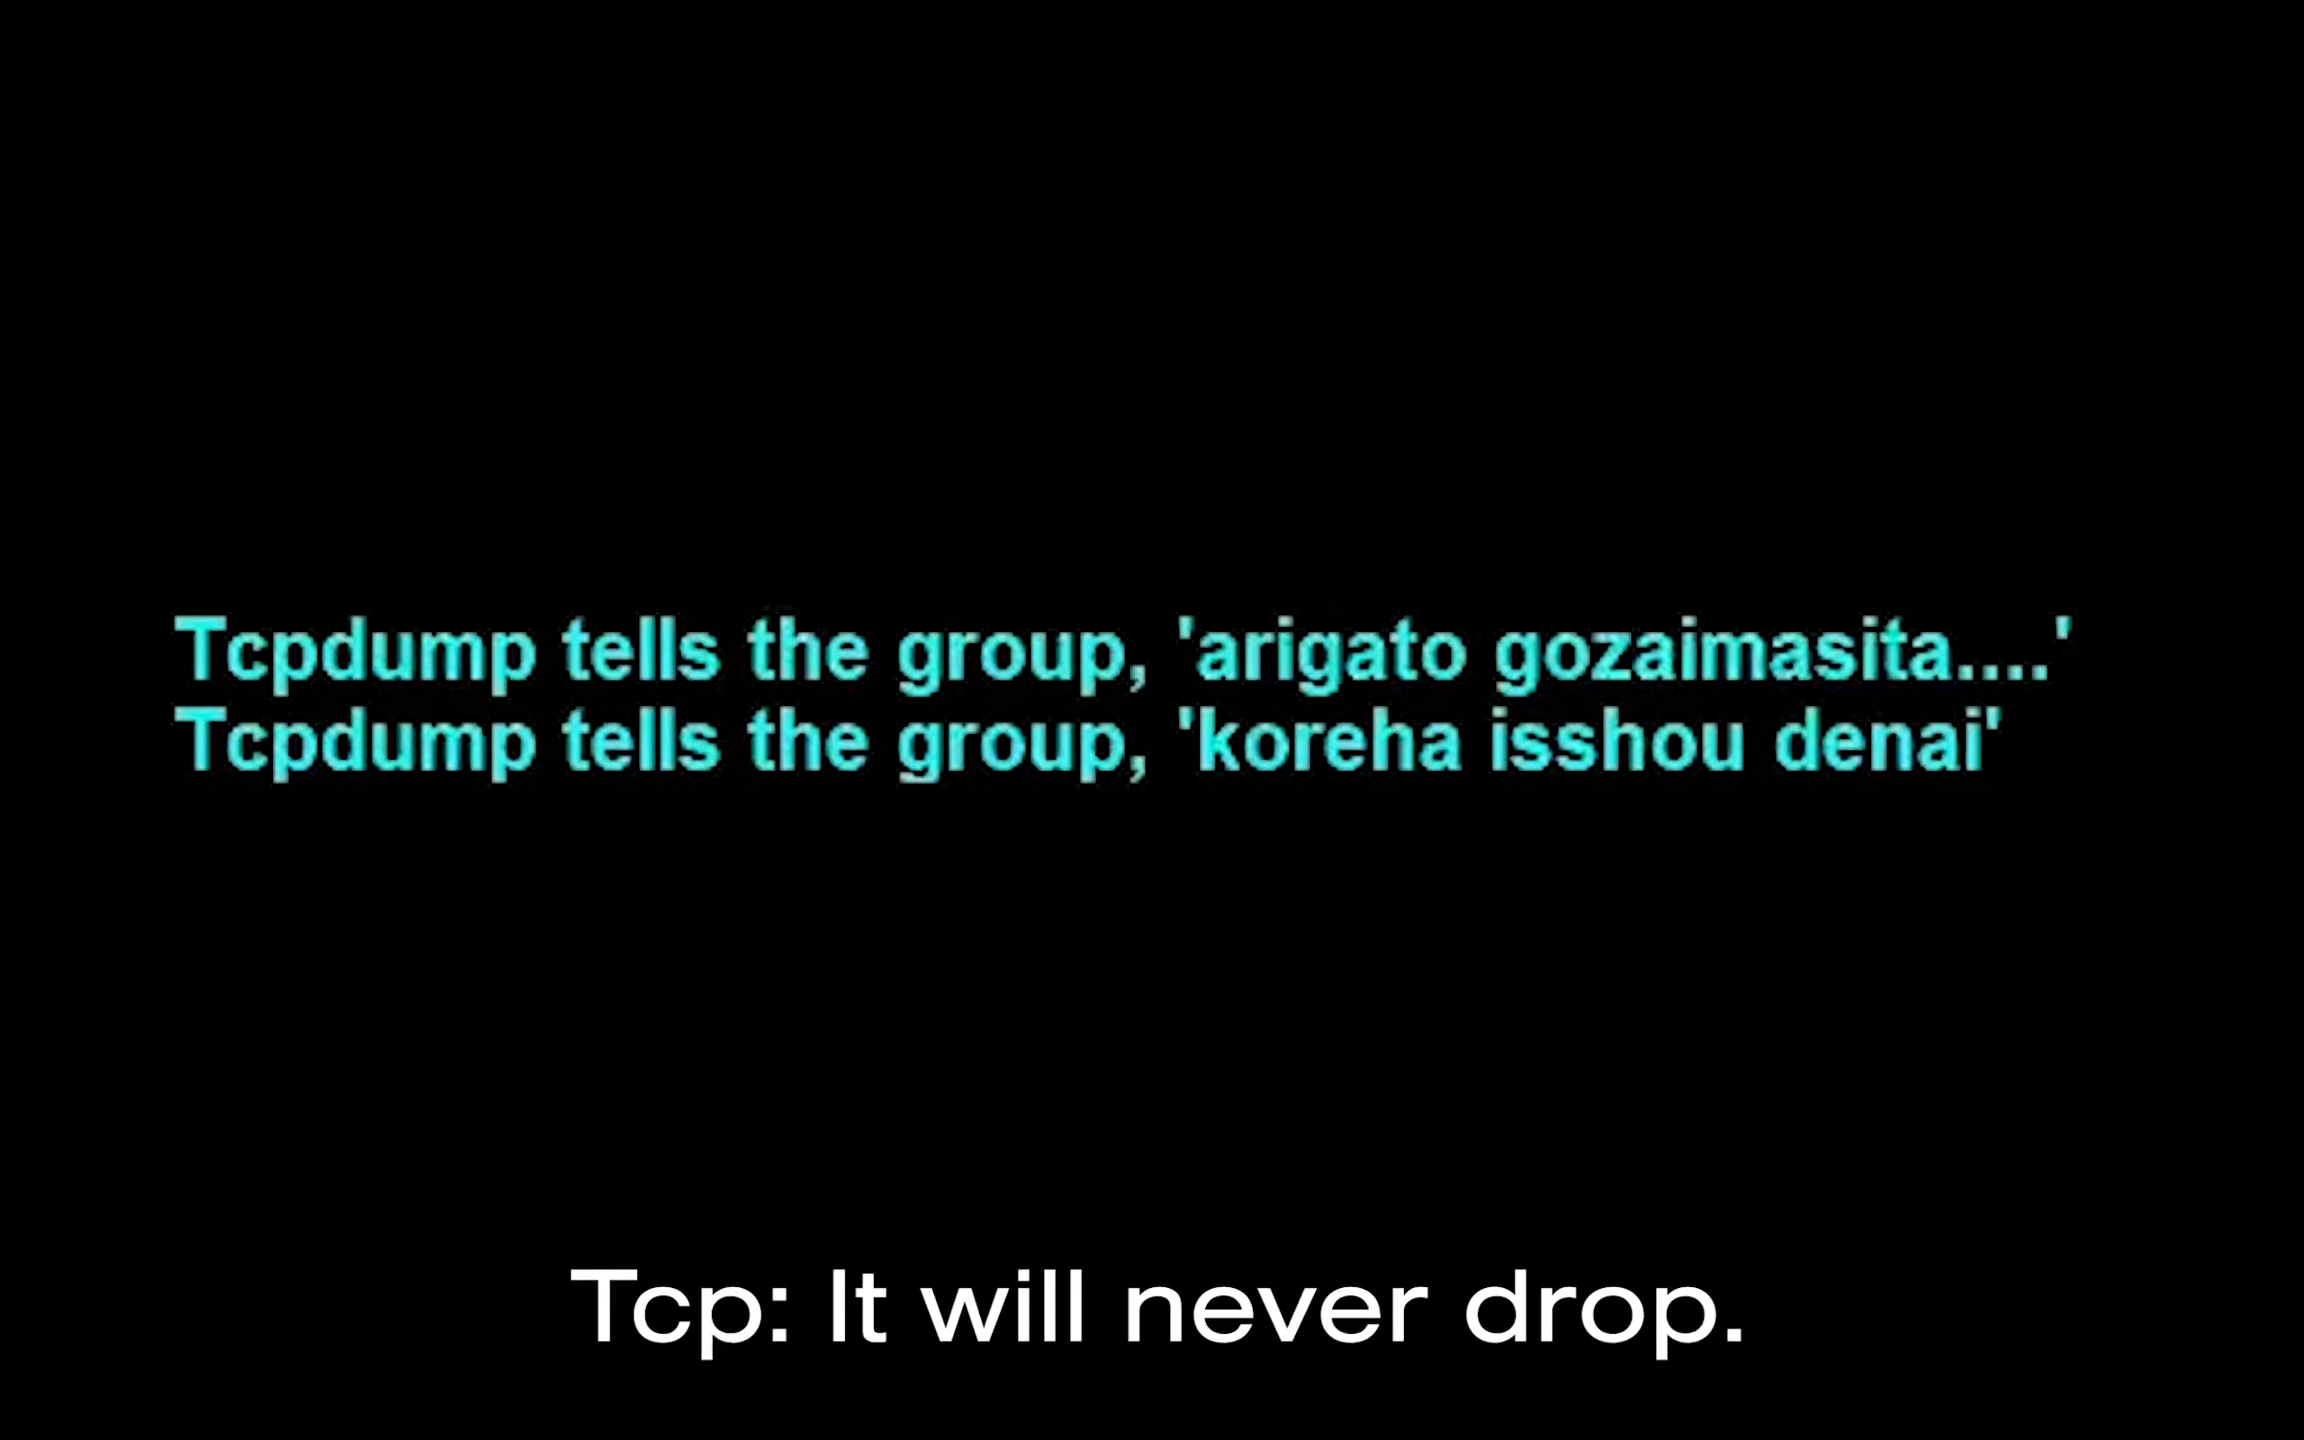 Tcpdump tells the group, 'arigato gozaimasita....'
Tcpdump tells the group, 'koreha isshou denai'
Tcp: It will never drop.